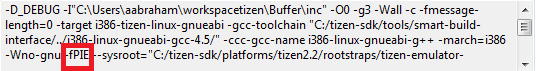 -D_DEBUG -I"C:\Users\aabraham\workspacetizen\Buffer\inc" -O0 -g3 -Wall -c -fmessage-
length=0 -target i386-tizen-linux-gnueabi -gcc-toolchain "C:/tizen-sdk/tools/smart-build-
interface/../i386-linux-gnueabi-gcc-4.5/" -ccc-gcc-name i386-linux-gnueabi-g++ -march=i386
-Wno-gnu -fPIE --sysroot="C:/tizen-sdk/platforms/tizen2.2/rootstraps/tizen-emulator-